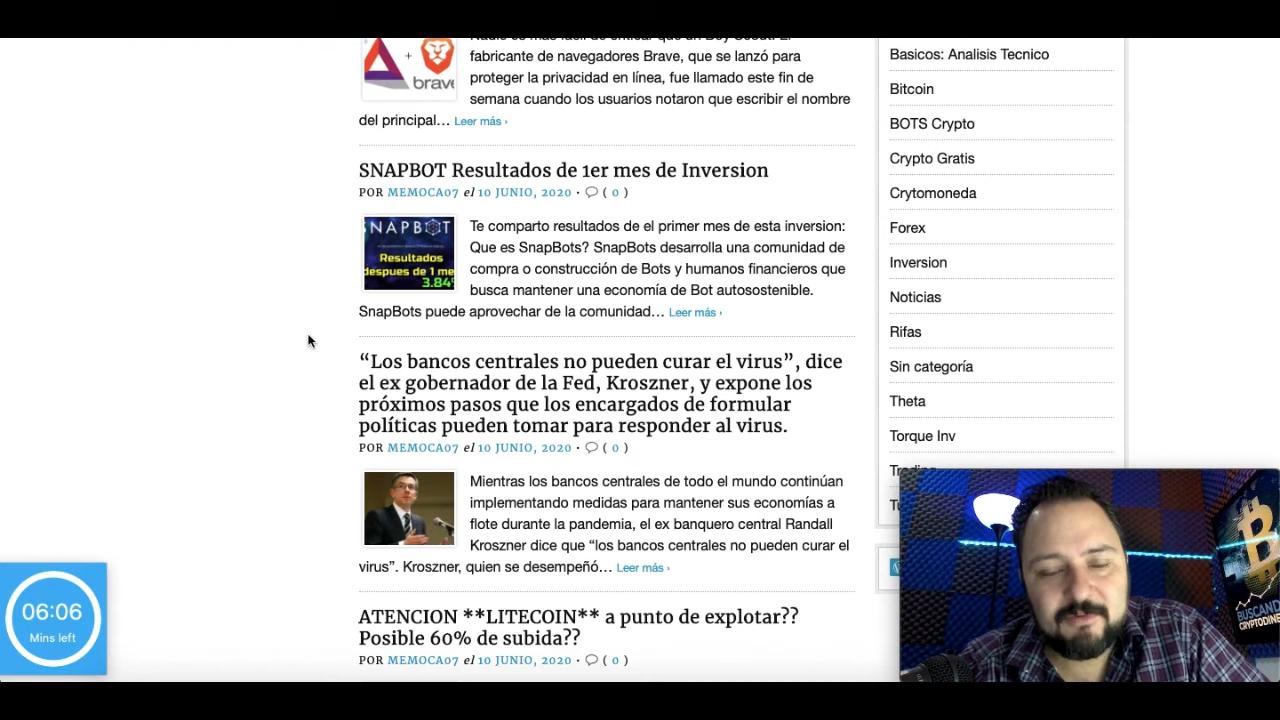 fabricante de navegadores Brave, que se lanzó para
proteger la privacidad en línea, fue llamado este fin de
semana cuando los usuarios notaron que escribir el nombre
del principal… Leer más ›
+ brave
SNAPBOT Resultados de 1er mes de Inversion
POR MEMOCA07 el 10 JUNIO, 2020 • ( 0 )
SNAPBOT
Resultados
despues de 1 me
3.84%
Te comparto resultados de el primer mes de esta inversion:
Que es SnapBots? SnapBots desarrolla una comunidad de
compra o construcción de Bots y humanos financieros que
busca mantener una economía de Bot autosostenible.
SnapBots puede aprovechar de la comunidad… Leer más ›
“Los bancos centrales no pueden curar el virus”, dice
el ex gobernador de la Fed, Kroszner, y expone los
próximos pasos que los encargados de formular
políticas pueden tomar para responder al virus.
POR MEMOCA07 el 10 JUNIO, 2020 • ( 0 )
Mientras los bancos centrales de todo el mundo continúan
implementando medidas para mantener sus economías a
flote durante la pandemia, el ex banquero central Randall
Kroszner dice que “los bancos centrales no pueden curar el
virus”. Kroszner, quien se desempeñó… Leer más ›
ATENCION **LITECOIN** a punto de explotar??
Posible 60% de subida??
POR MEMOCA07 el 10 JUNIO, 2020 • ( 0 )
Basicos: Analisis Tecnico
Bitcoin
BOTS Crypto
Crypto Gratis
Crytomoneda
Forex
Inversion
Noticias
Rifas
Sin categoría
Theta
Torque Inv
06:06
Mins left
BUSCAND
CRYPTODINE